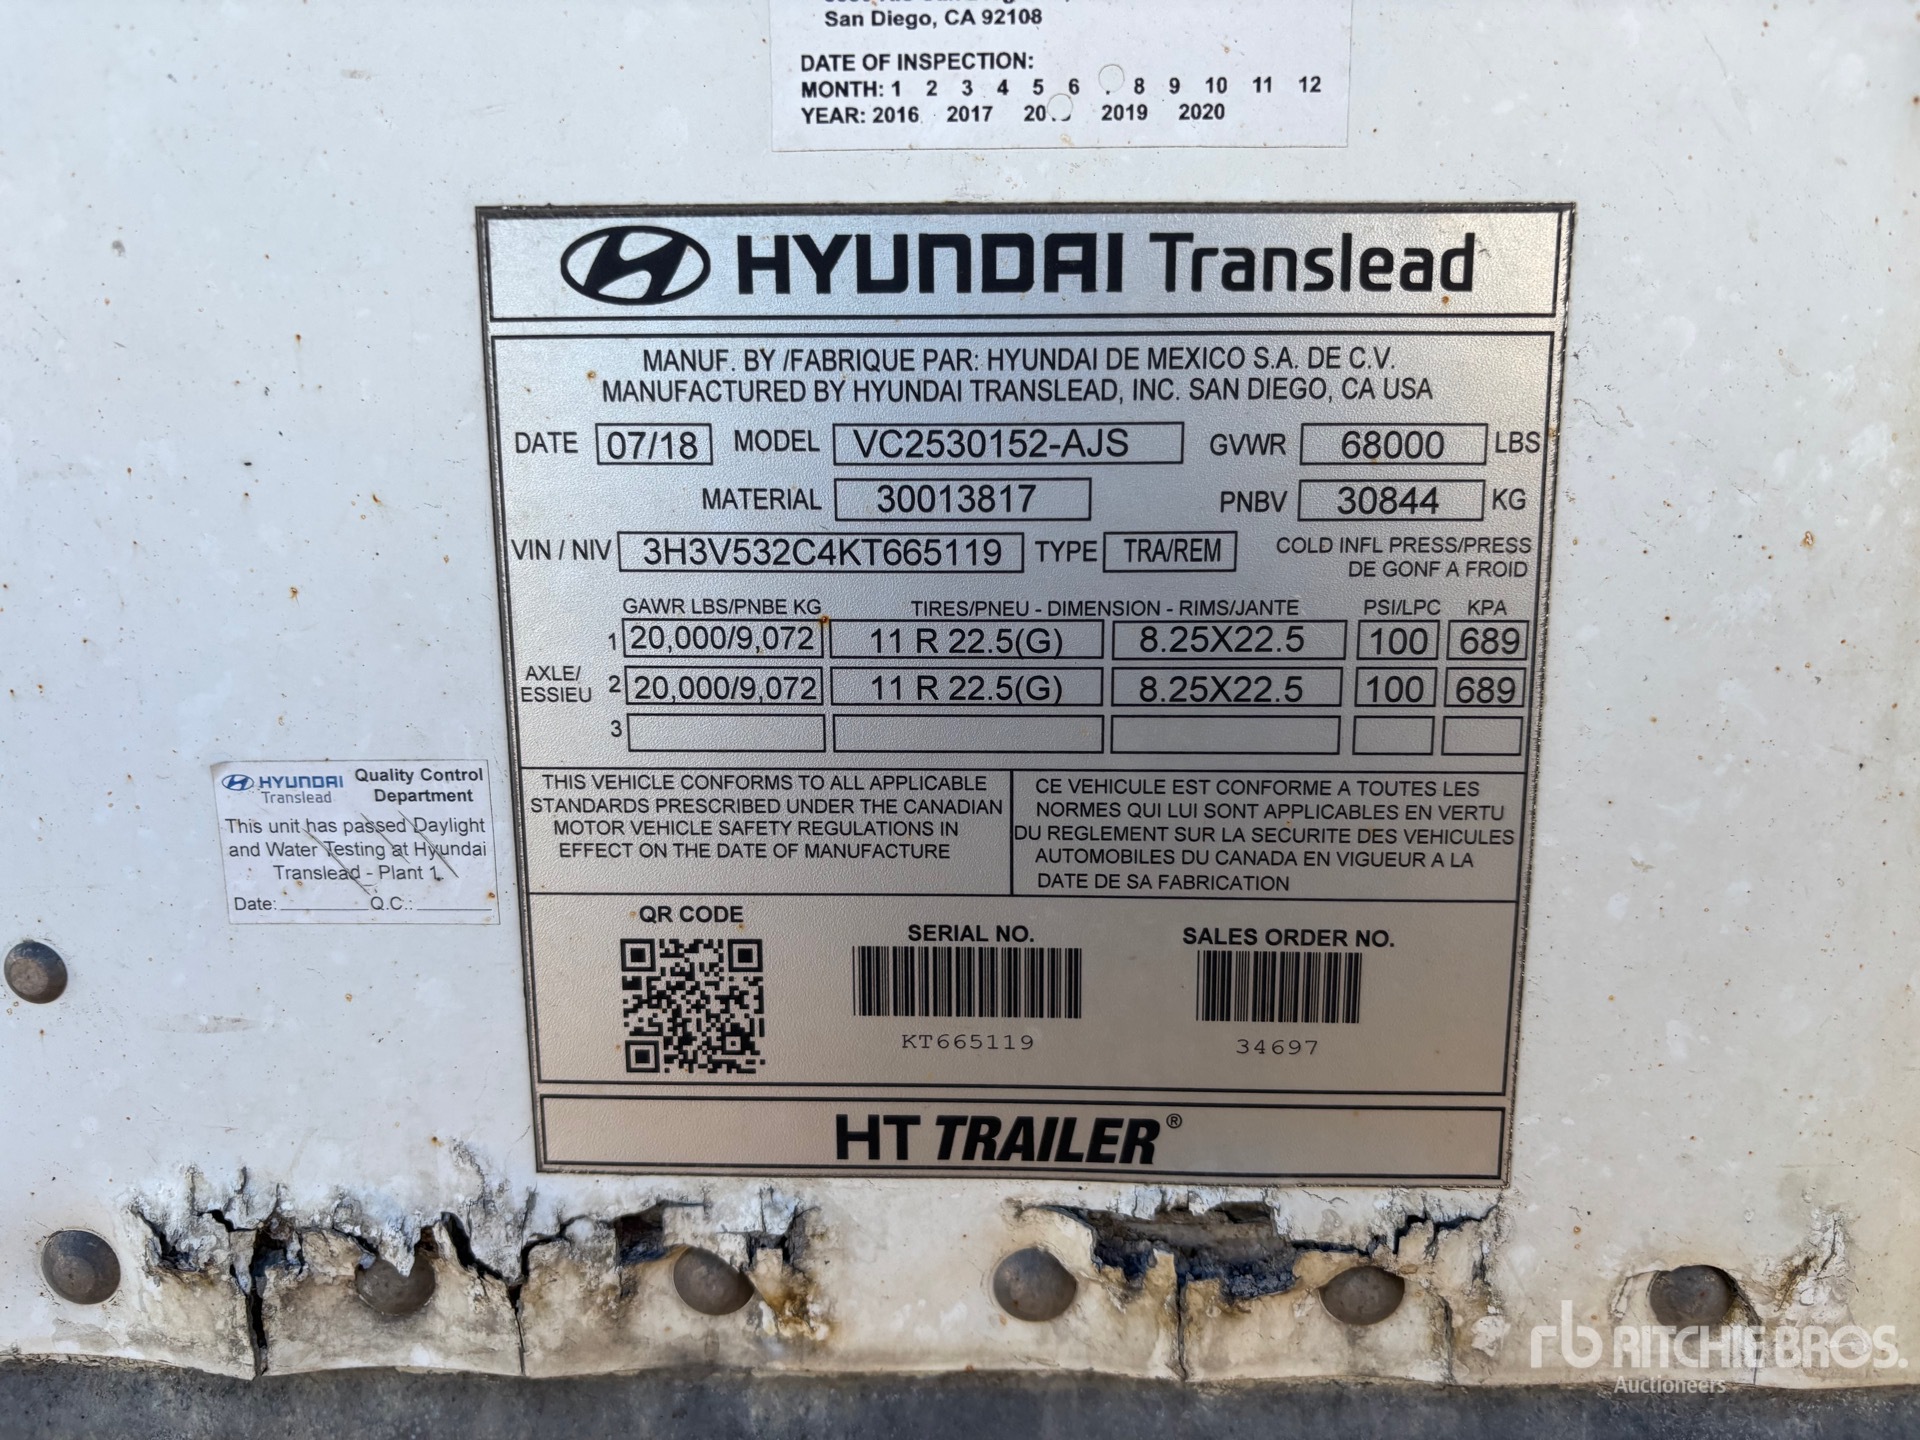 San Diego, CA 92108
DATE OF INSPECTION:
MONTH: 1 2 3 4 5 6 8 9 10 11 12
YEAR: 2016 2017 20 2019 2020
HYUNDAI Translead
MANUF. BY /FABRIQUE PAR: HYUNDAI DE MEXICO S.A. DE C.V.
MANUFACTURED BY HYUNDAI TRANSLEAD, INC. SAN DIEGO, CA USA
DATE 07/18 MODEL VC2530152-AJS GVWR 68000 LBS
MATERIAL 30013817 PNBV 30844 KG
VIN / NIV 3H3V532C4KT665119 TYPE TRA/REM COLD INFL PRESS/PRESS
DE GONF A FROID
GAWR LBS/PNBE KG TIRES/PNEU - DIMENSION - RIMS/JANTE PSI/LPC KPA
1 20,000/9,072 11 R 22.5(G) 8.25X22.5 100 689
AXLE/
ESSIEU
2 20,000/9,072 11 R 22.5(G) 8.25X22.5 100 689
3
THIS VEHICLE CONFORMS TO ALL APPLICABLE
STANDARDS PRESCRIBED UNDER THE CANADIAN
MOTOR VEHICLE SAFETY REGULATIONS IN
EFFECT ON THE DATE OF MANUFACTURE
CE VEHICULE EST CONFORME A TOUTES LES
NORMES QUI LUI SONT APPLICABLES EN VERTU
DU REGLEMENT SUR LA SECURITE DES VEHICULES
AUTOMOBILES DU CANADA EN VIGUEUR A LA
DATE DE SA FABRICATION
QR CODE
SERIAL NO.
KT665119
SALES ORDER NO.
34697
HT TRAILER®
HYUNDAI Translead
Quality Control
Department
This unit has passed Daylight
and Water Testing at Hyundai
Translead - Plant 1.
Date: Q.C.:
rb RITCHIE BROS.
Auctioneers